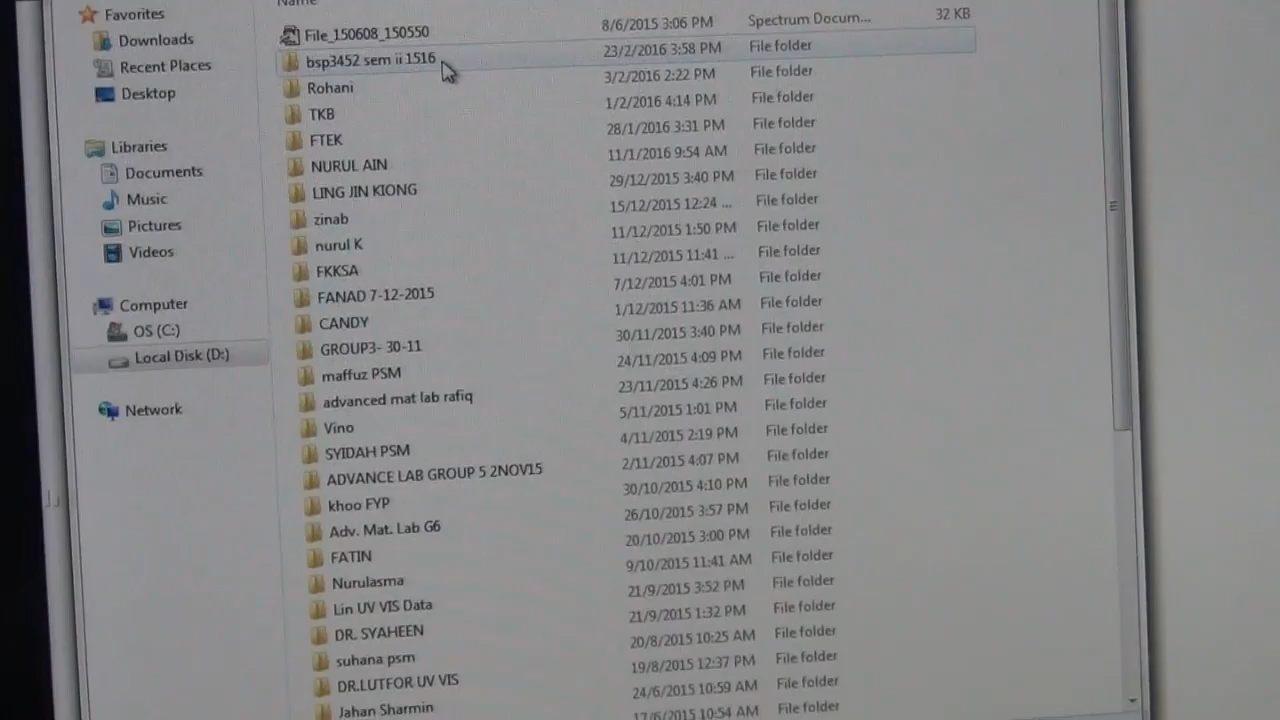 Name
Favorites
Downloads
Recent Places
Desktop
Libraries
Documents
Music
Pictures
Videos
Computer
OS (C:)
Local Disk (D:)
Network
File_150608_150550 8/6/2015 3:06 PM Spectrum Docum... 32 KB
bsp3452 sem ii 1516 23/2/2016 3:58 PM File folder
Rohani 3/2/2016 2:22 PM File folder
TKB 1/2/2016 4:14 PM File folder
FTEK 28/1/2016 3:31 PM File folder
NURUL AIN 11/1/2016 9:54 AM File folder
LING JIN KIONG 29/12/2015 3:40 PM File folder
zinab 15/12/2015 12:24 ... File folder
nurul K 11/12/2015 1:50 PM File folder
FKKSA 11/12/2015 11:41 ... File folder
FANAD 7-12-2015 7/12/2015 4:01 PM File folder
CANDY 1/12/2015 11:36 AM File folder
GROUP3- 30-11 30/11/2015 3:40 PM File folder
maffuz PSM 24/11/2015 4:09 PM File folder
advanced mat lab rafiq 23/11/2015 4:26 PM File folder
Vino 5/11/2015 1:01 PM File folder
SYIDAH PSM 4/11/2015 2:19 PM File folder
ADVANCE LAB GROUP 5 2NOV15 2/11/2015 4:07 PM File folder
khoo FYP 30/10/2015 4:10 PM File folder
Adv. Mat. Lab G6 26/10/2015 3:57 PM File folder
FATIN 20/10/2015 3:00 PM File folder
Nurulasma 9/10/2015 11:41 AM File folder
Lin UV VIS Data 21/9/2015 3:52 PM File folder
DR. SYAHEEN 21/9/2015 1:32 PM File folder
suhana psm 20/8/2015 10:25 AM File folder
DR.LUTFOR UV VIS 19/8/2015 12:37 PM File folder
Jahan Sharmin 24/6/2015 10:59 AM File folder
17/6/2015 10:54 AM File folder